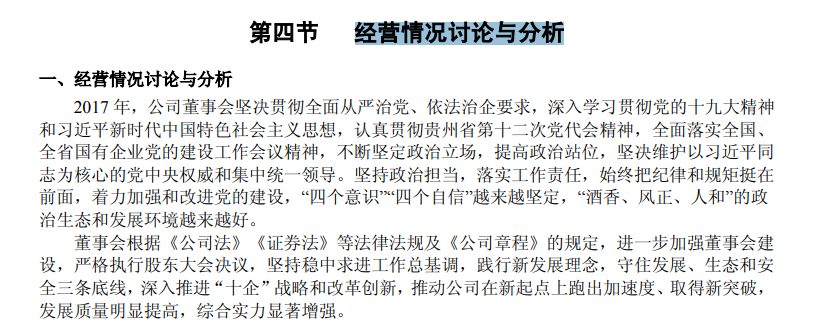 第四节 经营情况讨论与分析
一、经营情况讨论与分析
2017 年，公司董事会坚决贯彻全面从严治党、依法治企要求，深入学习贯彻党的十九大精神
和习近平新时代中国特色社会主义思想，认真贯彻贵州省第十二次党代会精神，全面落实全国、
全省国有企业党的建设工作会议精神，不断坚定政治立场，提高政治站位，坚决维护以习近平同
志为核心的党中央权威和集中统一领导。坚持政治担当，落实工作责任，始终把纪律和规矩挺在
前面，着力加强和改进党的建设，“四个意识”“四个自信”越来越坚定，“酒香、风正、人和”的政
治生态和发展环境越来越好。
董事会根据《公司法》《证券法》等法律法规及《公司章程》的规定，进一步加强董事会建
设，严格执行股东大会决议，坚持稳中求进工作总基调，践行新发展理念，守住发展、生态和安
全三条底线，深入推进“十企”战略和改革创新，推动公司在新起点上跑出加速度、取得新突破，
发展质量明显提高，综合实力显著增强。